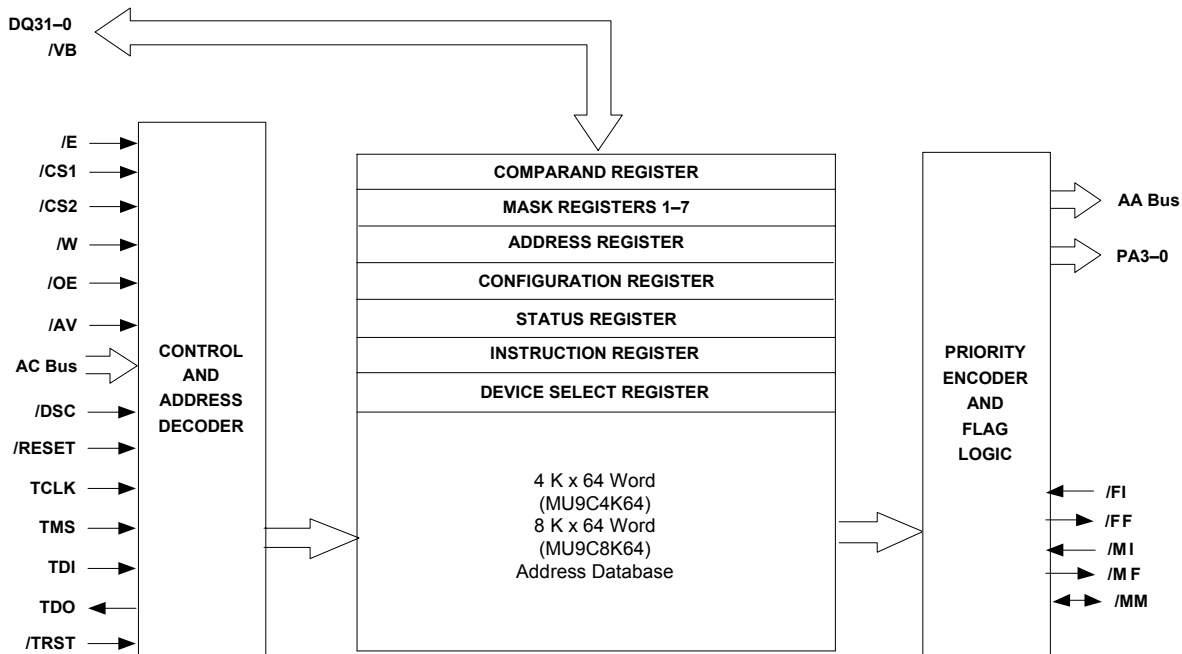 DQ31–0
/VB
/E
/CS1
/CS2
/W
/OE
/AV
AC Bus
/DSC
/RESET
TCLK
TMS
TDI
TDO
/TRST
CONTROL
AND
ADDRESS
DECODER
COMPARAND REGISTER
MASK REGISTERS 1–7
ADDRESS REGISTER
CONFIGURATION REGISTER
STATUS REGISTER
INSTRUCTION REGISTER
DEVICE SELECT REGISTER
4 K x 64 Word
(MU9C4K64)
8 K x 64 Word
(MU9C8K64)
Address Database
PRIORITY
ENCODER
AND
FLAG
LOGIC
AA Bus
PA3–0
/FI
/FF
/MI
/MF
/MM